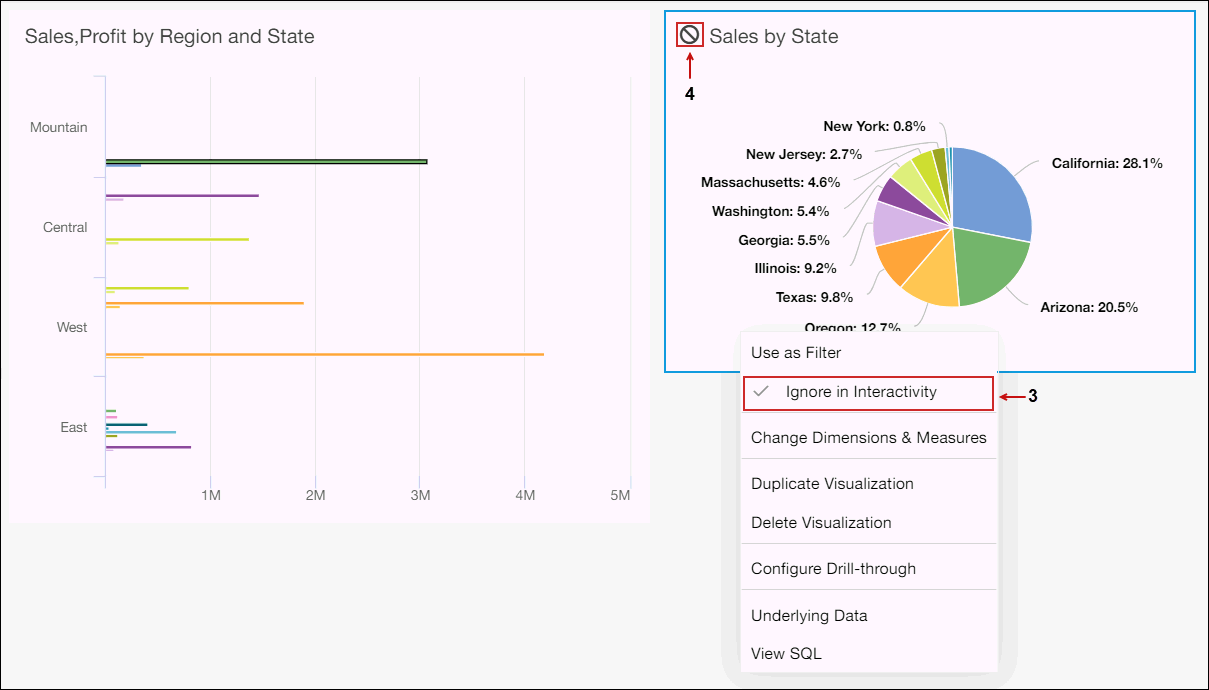 Sales,Profit by Region and State
Mountain
Central
West
East
1M
2M
3M
4M
5M
Sales by State
4
New York: 0.8%
New Jersey: 2.7%
Massachusetts: 4.6%
Washington: 5.4%
Georgia: 5.5%
Illinois: 9.2%
Texas: 9.8%
Oregon: 12.7%
California: 28.1%
Arizona: 20.5%
Use as Filter
Ignore in Interactivity
3
Change Dimensions & Measures
Duplicate Visualization
Delete Visualization
Configure Drill-through
Underlying Data
View SQL